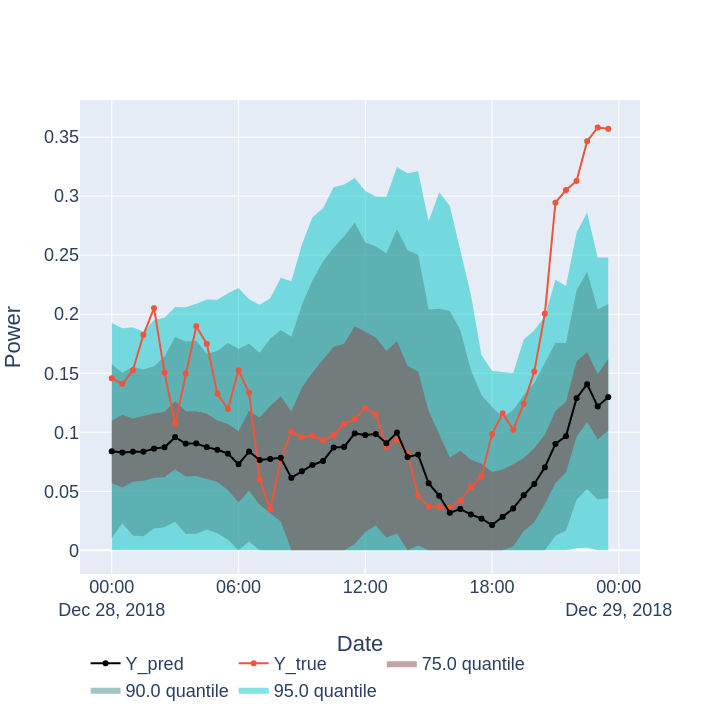 0.35
0.3
0.25
0.2
0.15
0.1
0.05
0
Power
00:00 06:00 12:00 18:00 00:00
Dec 28, 2018 Dec 29, 2018
Date
Y_pred Y_true 75.0 quantile
90.0 quantile 95.0 quantile